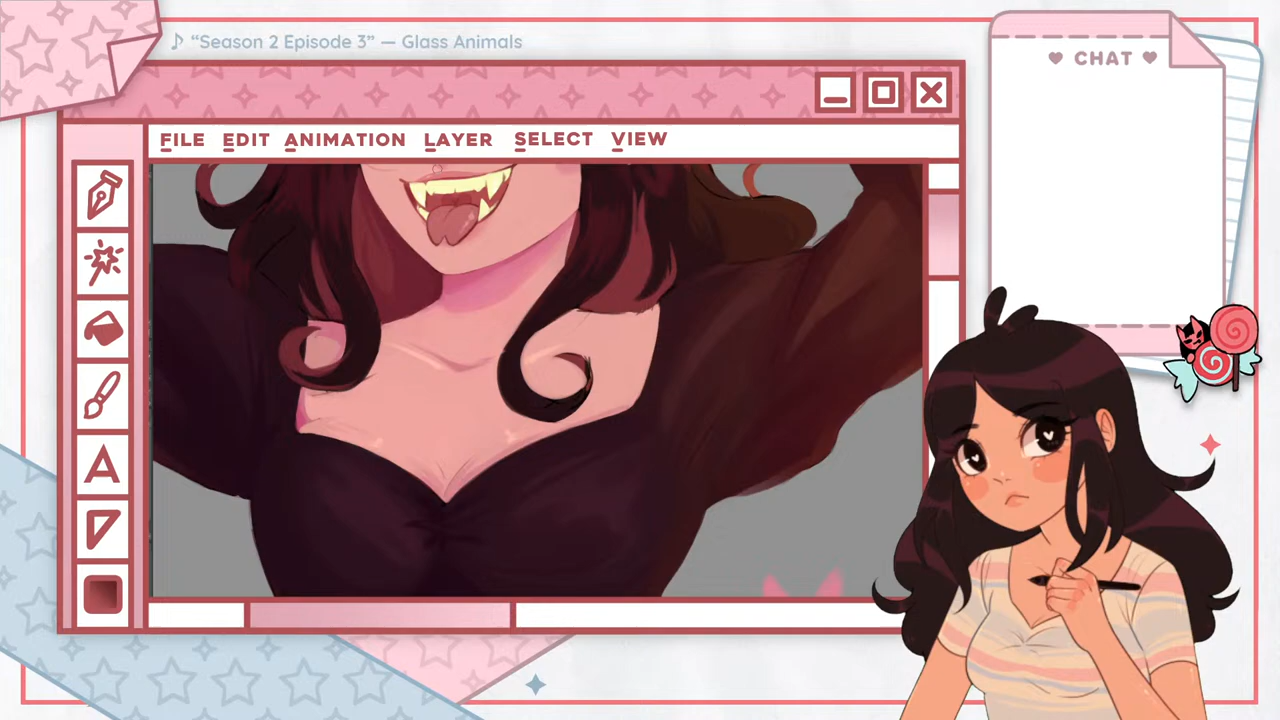 ♪ “Season 2 Episode 3” — Glass Animals
♥ CHAT ♥
FILE EDIT ANIMATION LAYER SELECT VIEW
A